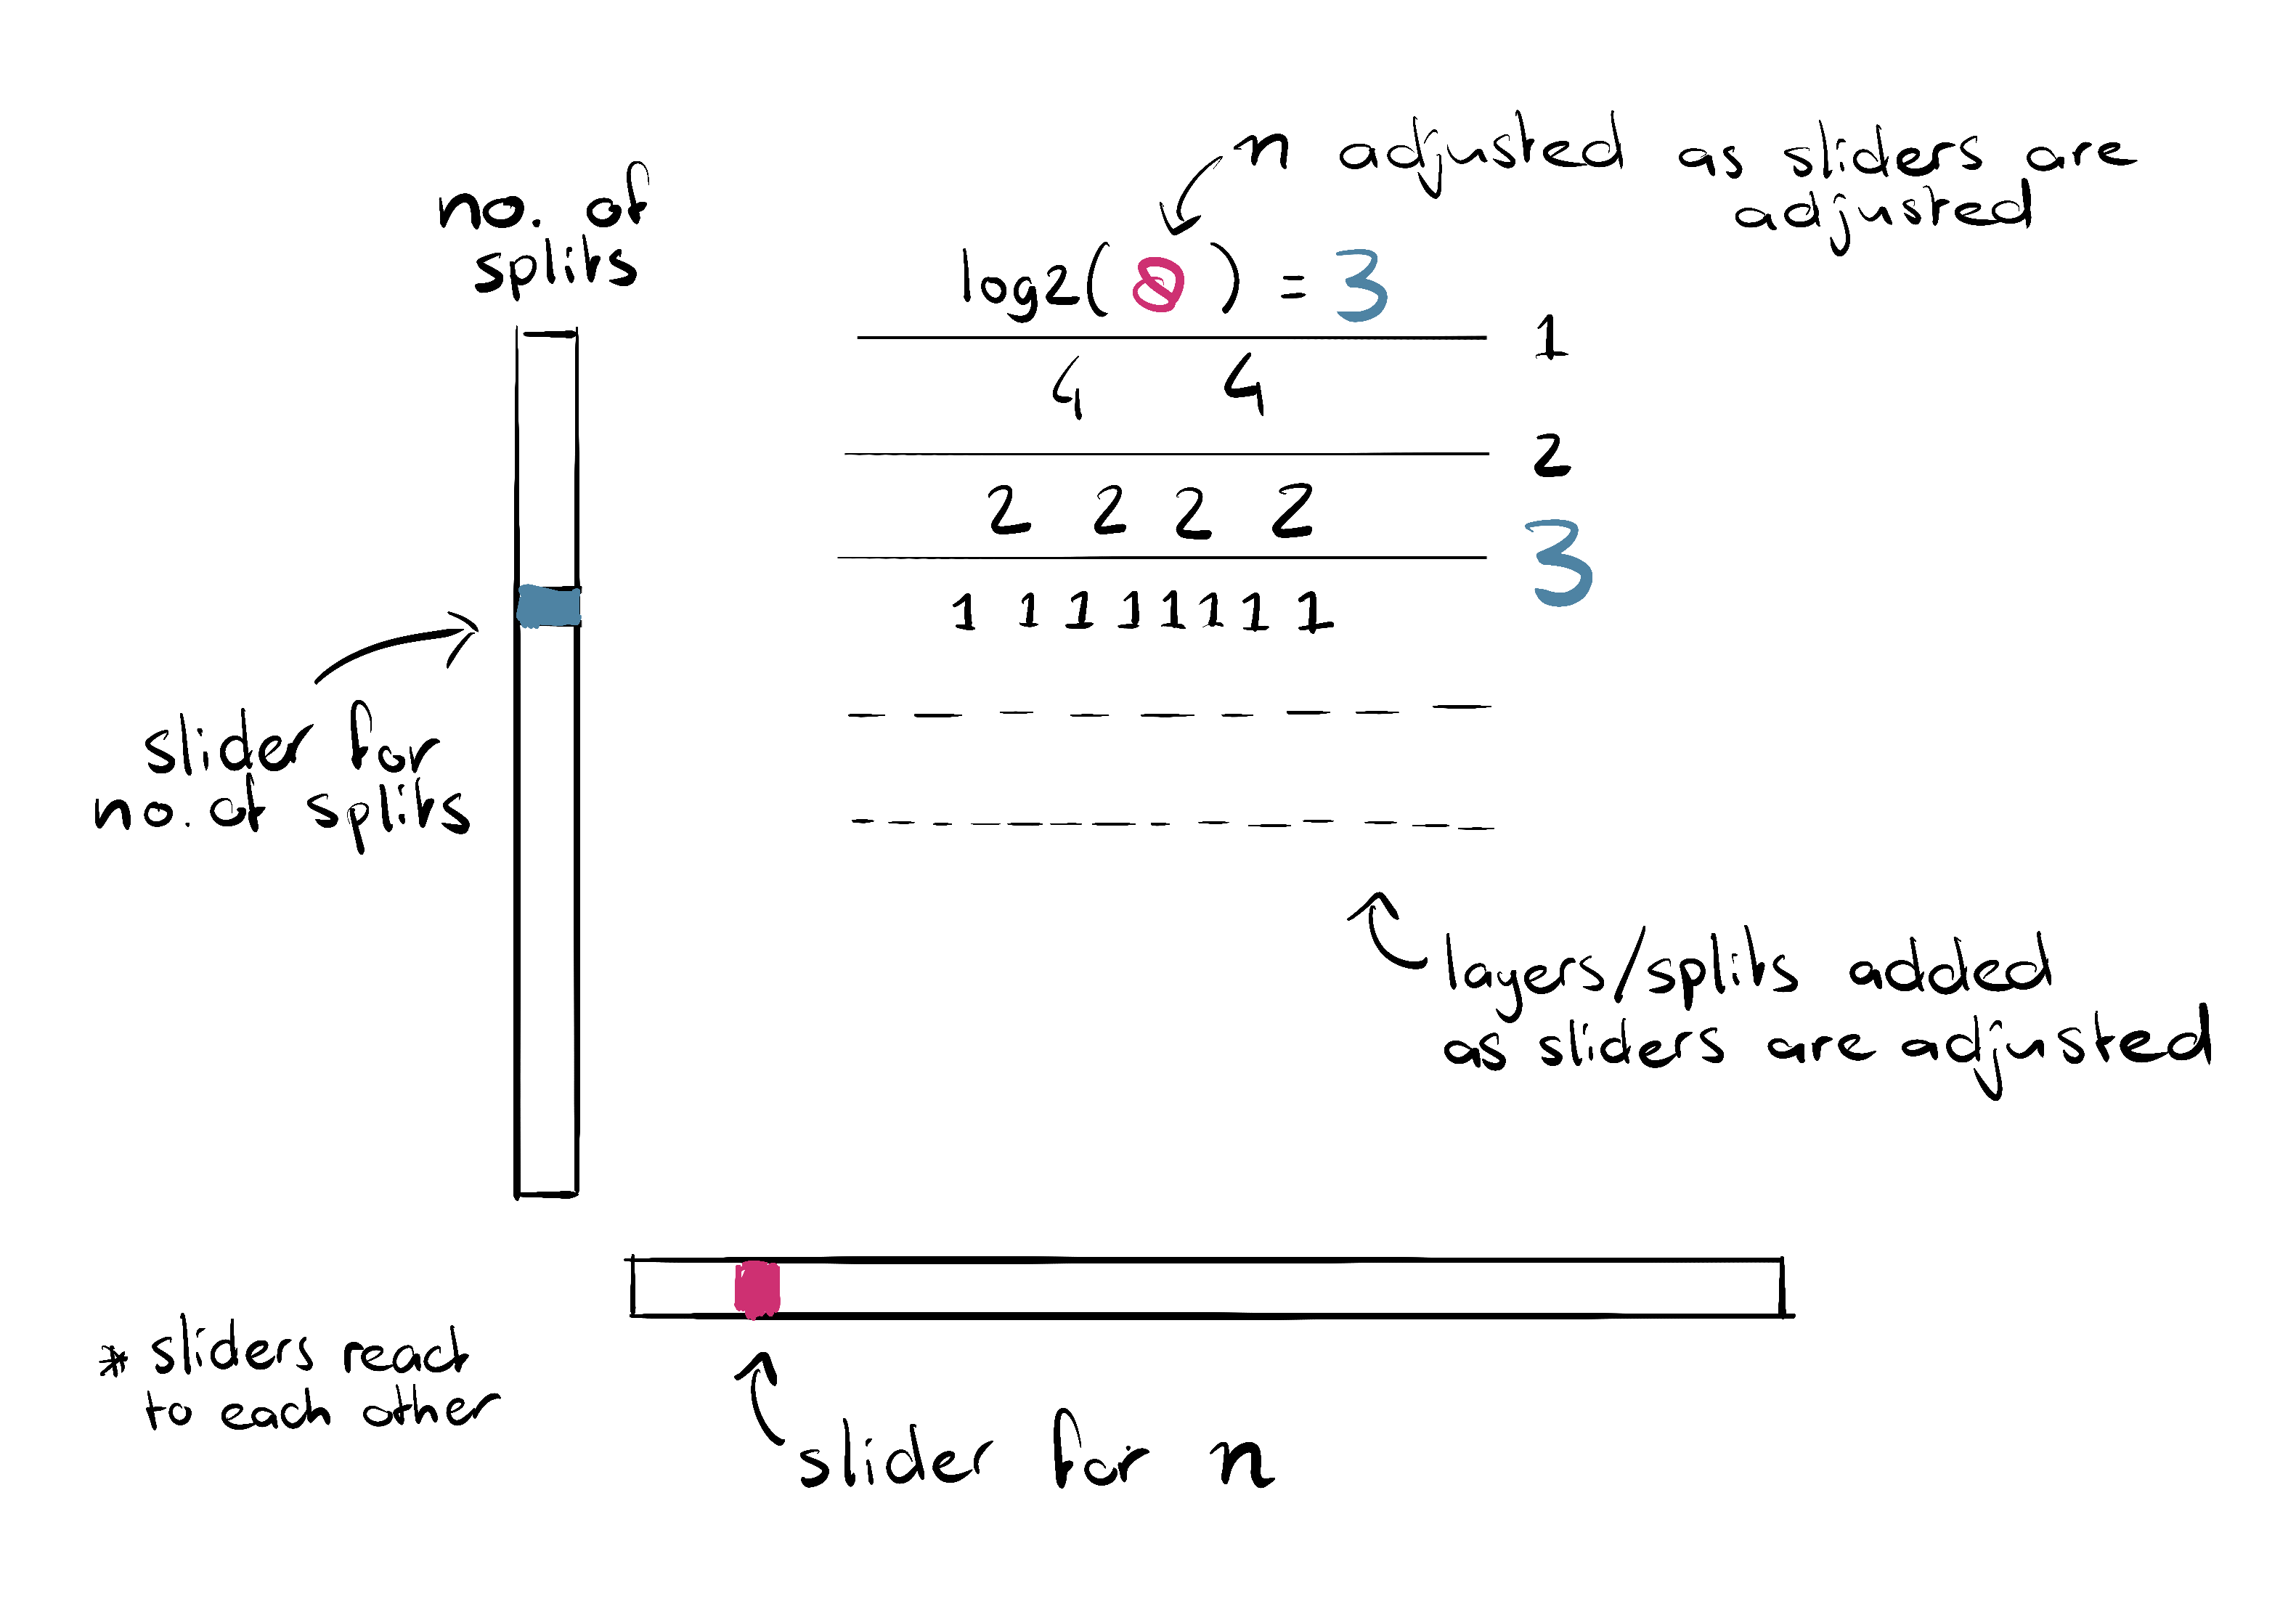 n adjusted as sliders are
adjusted
no. of
splits
log2( 8 ) = 3
1
4 4
2
2 2 2 2
3
1 1 1 1 1 1 1 1
slider for
no. of splits
layers/splits added
as sliders are adjusted
* sliders react
to each other
slider for n